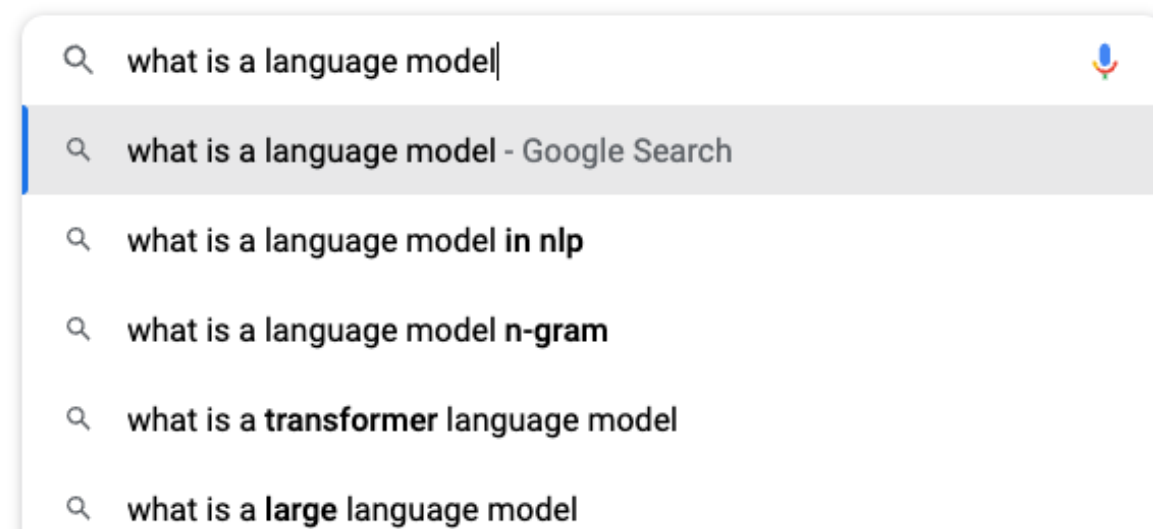 what is a language model
what is a language model - Google Search
what is a language model in nlp
what is a language model n-gram
what is a transformer language model
what is a large language model